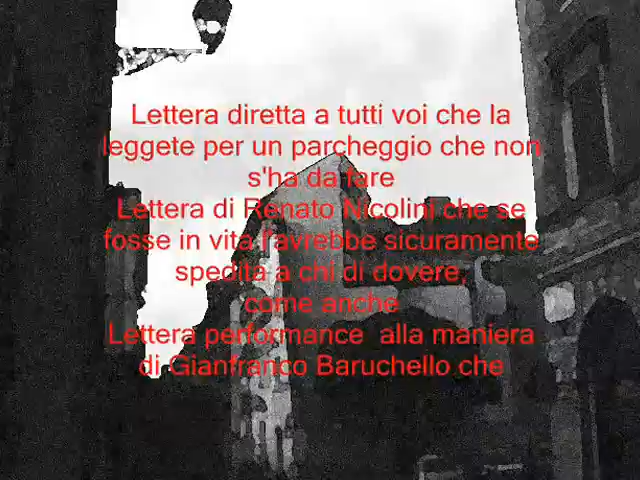 Lettera diretta a tutti voi che la
leggete per un parcheggio che non
s'ha da fare
Lettera di Renato Nicolini che se
fosse in vita l'avrebbe sicuramente
spedita a chi di dovere,
come anche
Lettera performance alla maniera
di Gianfranco Baruchello che